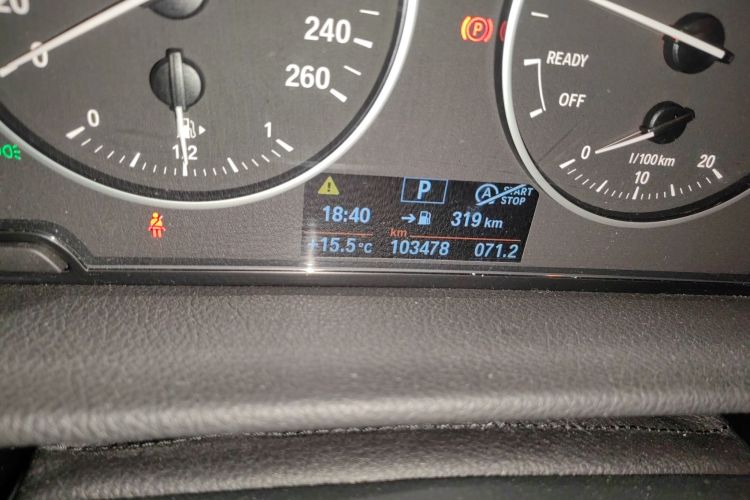 20
0
240
260
P
READY
OFF
0
1/2
1
0
10
20
l/100km
P
A
START
STOP
18:40
319 km
km
+15.5°C
103478
071.2